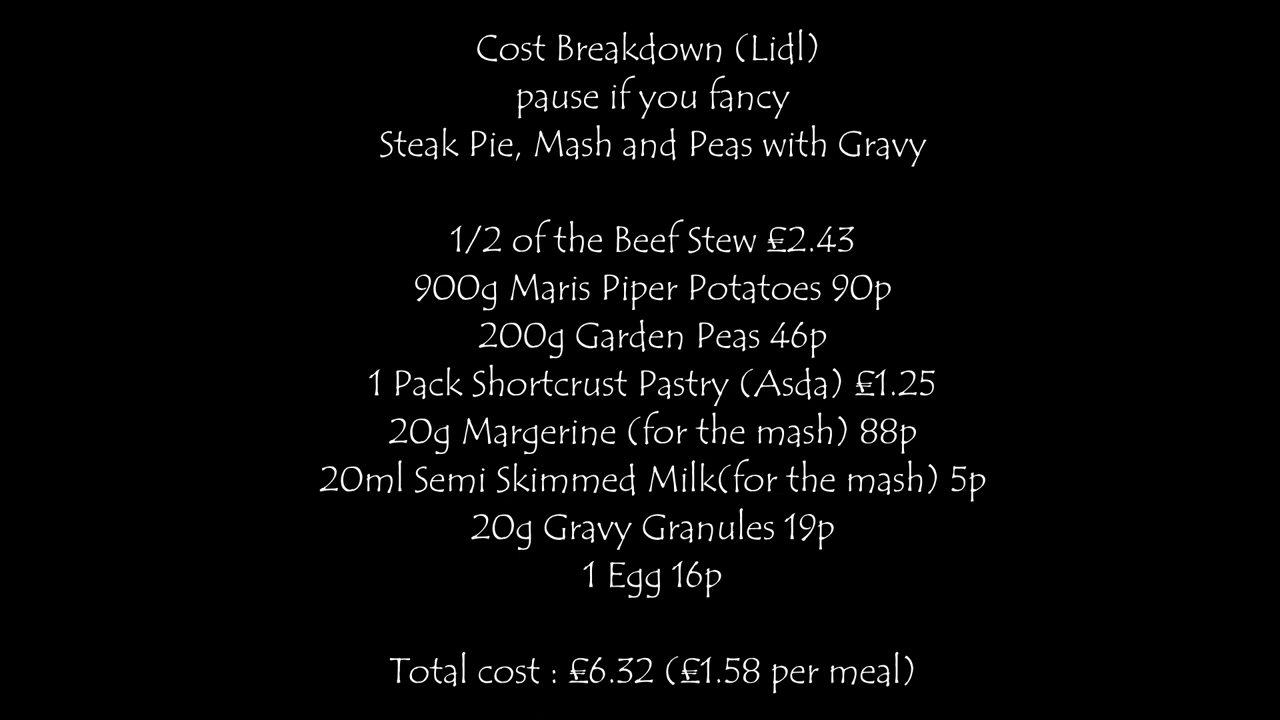 Cost Breakdown (Lidl)
pause if you fancy
Steak Pie, Mash and Peas with Gravy
1/2 of the Beef Stew £2.43
900g Maris Piper Potatoes 90p
200g Garden Peas 46p
1 Pack Shortcrust Pastry (Asda) £1.25
20g Margerine (for the mash) 88p
20ml Semi Skimmed Milk(for the mash) 5p
20g Gravy Granules 19p
1 Egg 16p
Total cost : £6.32 (£1.58 per meal)